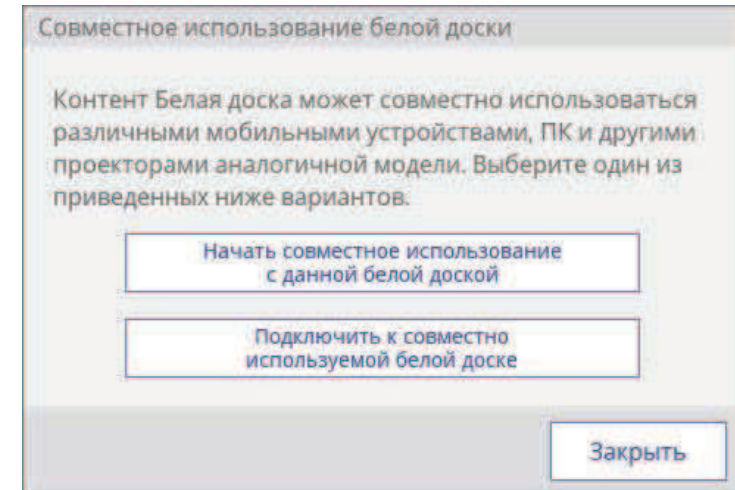 Совместное использование белой доски
Контент Белая доска может совместно использоваться
различными мобильными устройствами, ПК и другими
проекторами аналогичной модели. Выберите один из
приведенных ниже вариантов.
Начать совместное использование
с данной белой доской
Подключить к совместно
используемой белой доске
Закрыть